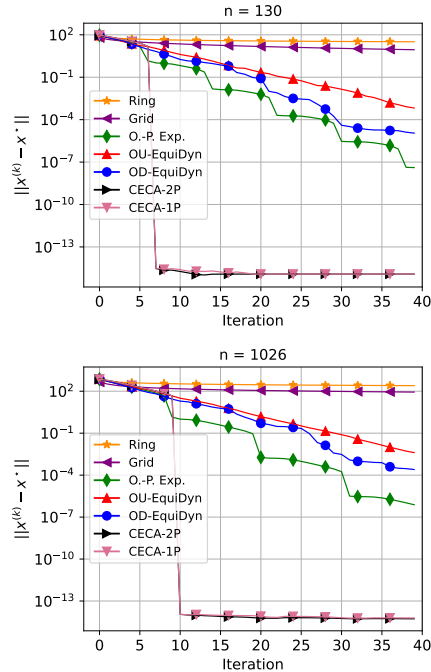 n = 130
10^2
10^-1
10^-4
10^-7
10^-10
10^-13
||x^(k) − x^⋆||
Ring
Grid
O.-P. Exp.
OU-EquiDyn
OD-EquiDyn
CECA-2P
CECA-1P
0 5 10 15 20 25 30 35 40
Iteration
n = 1026
10^2
10^-1
10^-4
10^-7
10^-10
10^-13
||x^(k) − x^⋆||
Ring
Grid
O.-P. Exp.
OU-EquiDyn
OD-EquiDyn
CECA-2P
CECA-1P
0 5 10 15 20 25 30 35 40
Iteration